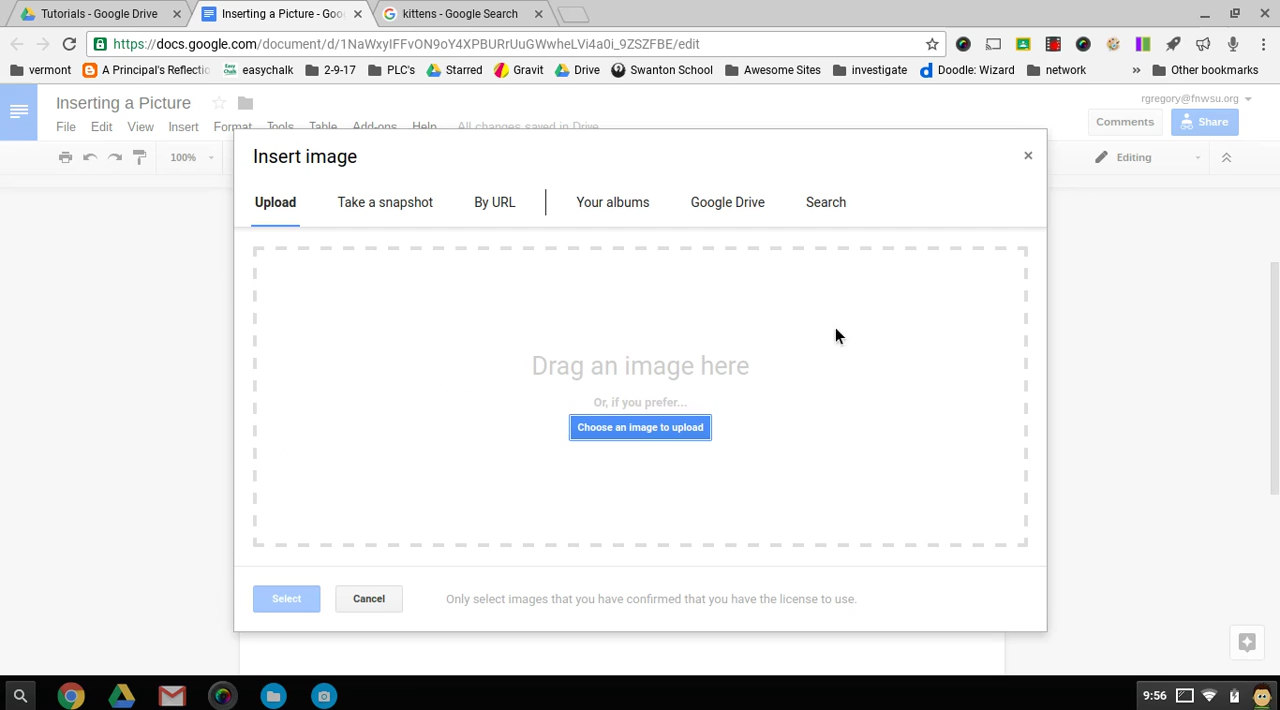 Tutorials - Google Drive
Inserting a Picture - Goo
kittens - Google Search
https://docs.google.com/document/d/1NaWxyIFFvON9oY4XPBURrUuGWwheLVi4a0i_9ZSZFBE/edit
vermont
A Principal's Reflectio
easychalk
2-9-17
PLC's
Starred
Gravit
Drive
Swanton School
Awesome Sites
investigate
Doodle: Wizard
network
»
Other bookmarks
Inserting a Picture
rgregory@fnwsu.org
File Edit View Insert Format Tools Table Add-ons Help All changes saved in Drive
Comments
Share
100%
Editing
Insert image
Upload
Take a snapshot
By URL
Your albums
Google Drive
Search
Drag an image here
Or, if you prefer...
Choose an image to upload
Select
Cancel
Only select images that you have confirmed that you have the license to use.
9:56